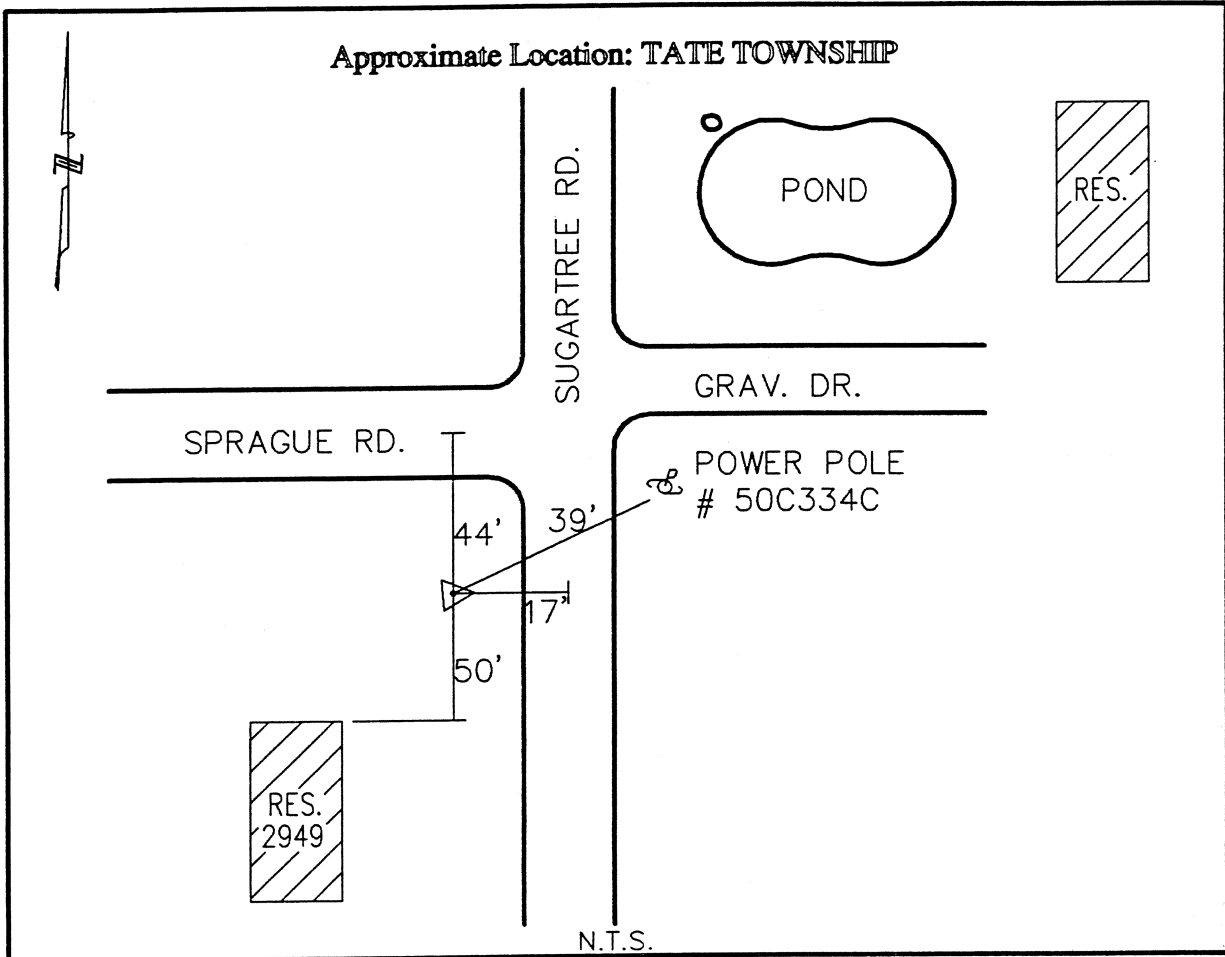 Approximate Location: TATE TOWNSHIP
N
SUGARTREE RD.
POND
RES.
GRAV. DR.
SPRAGUE RD.
POWER POLE
# 50C334C
39'
44'
17'
50'
RES.
2949
N.T.S.